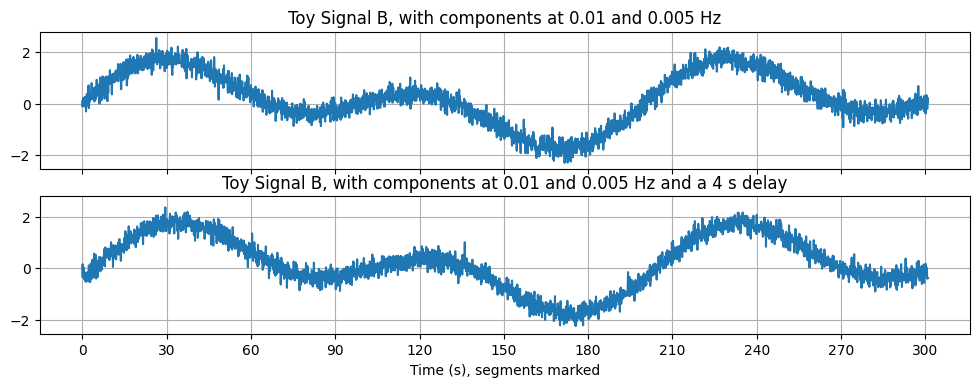 Toy Signal B, with components at 0.01 and 0.005 Hz
2
0
−2
Toy Signal B, with components at 0.01 and 0.005 Hz and a 4 s delay
2
0
−2
0 30 60 90 120 150 180 210 240 270 300
Time (s), segments marked